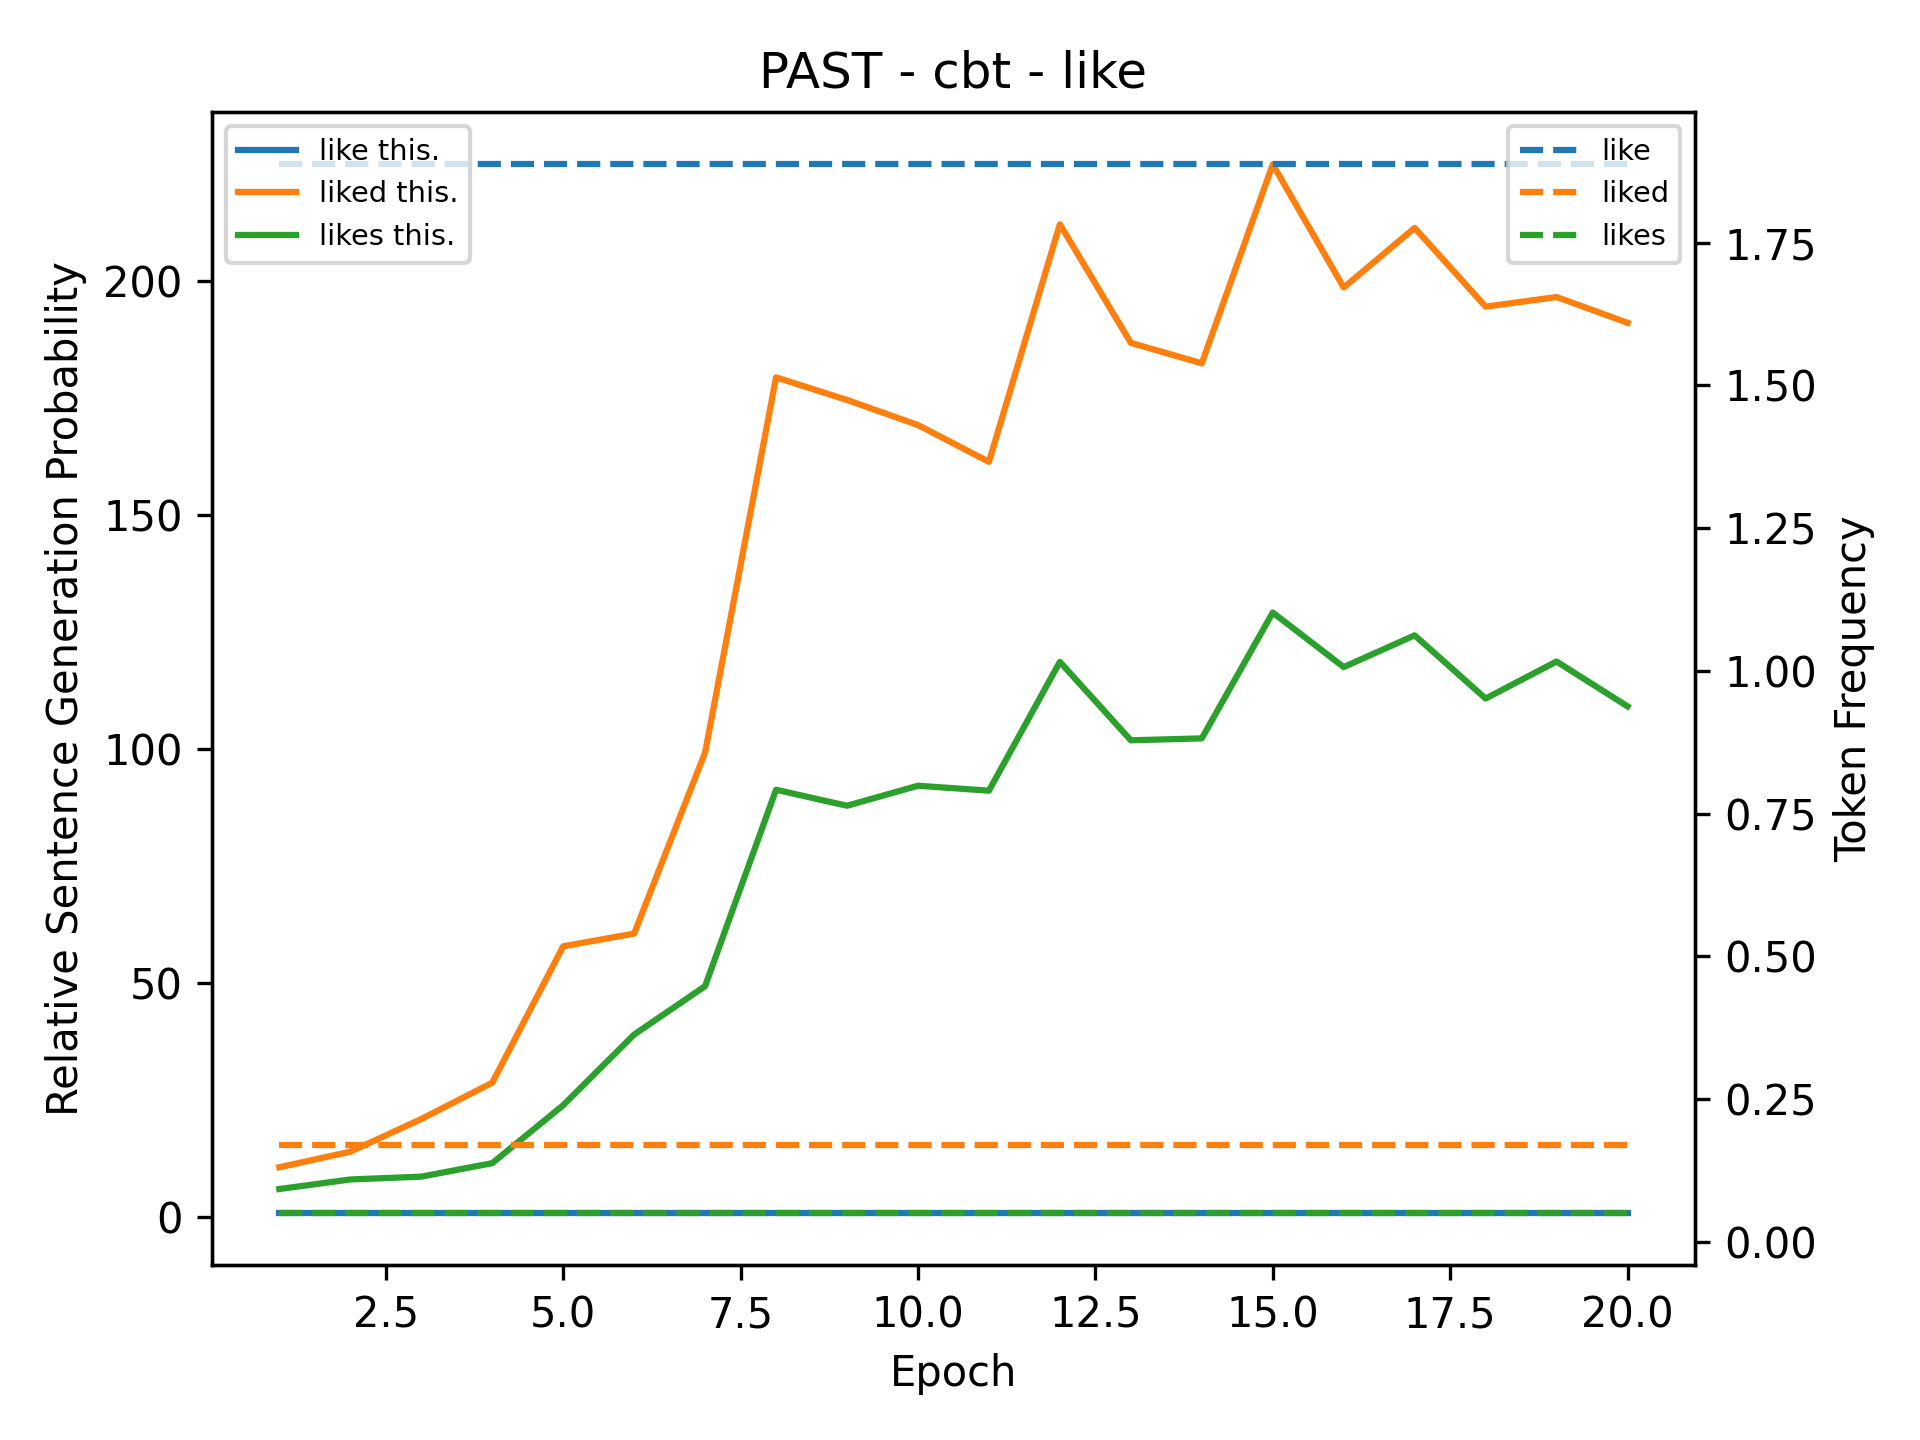 PAST - cbt - like
like this.
liked this.
likes this.
like
liked
likes
Relative Sentence Generation Probability
200
150
100
50
0
1.75
1.50
1.25
1.00
0.75
0.50
0.25
0.00
Token Frequency
2.5 5.0 7.5 10.0 12.5 15.0 17.5 20.0
Epoch